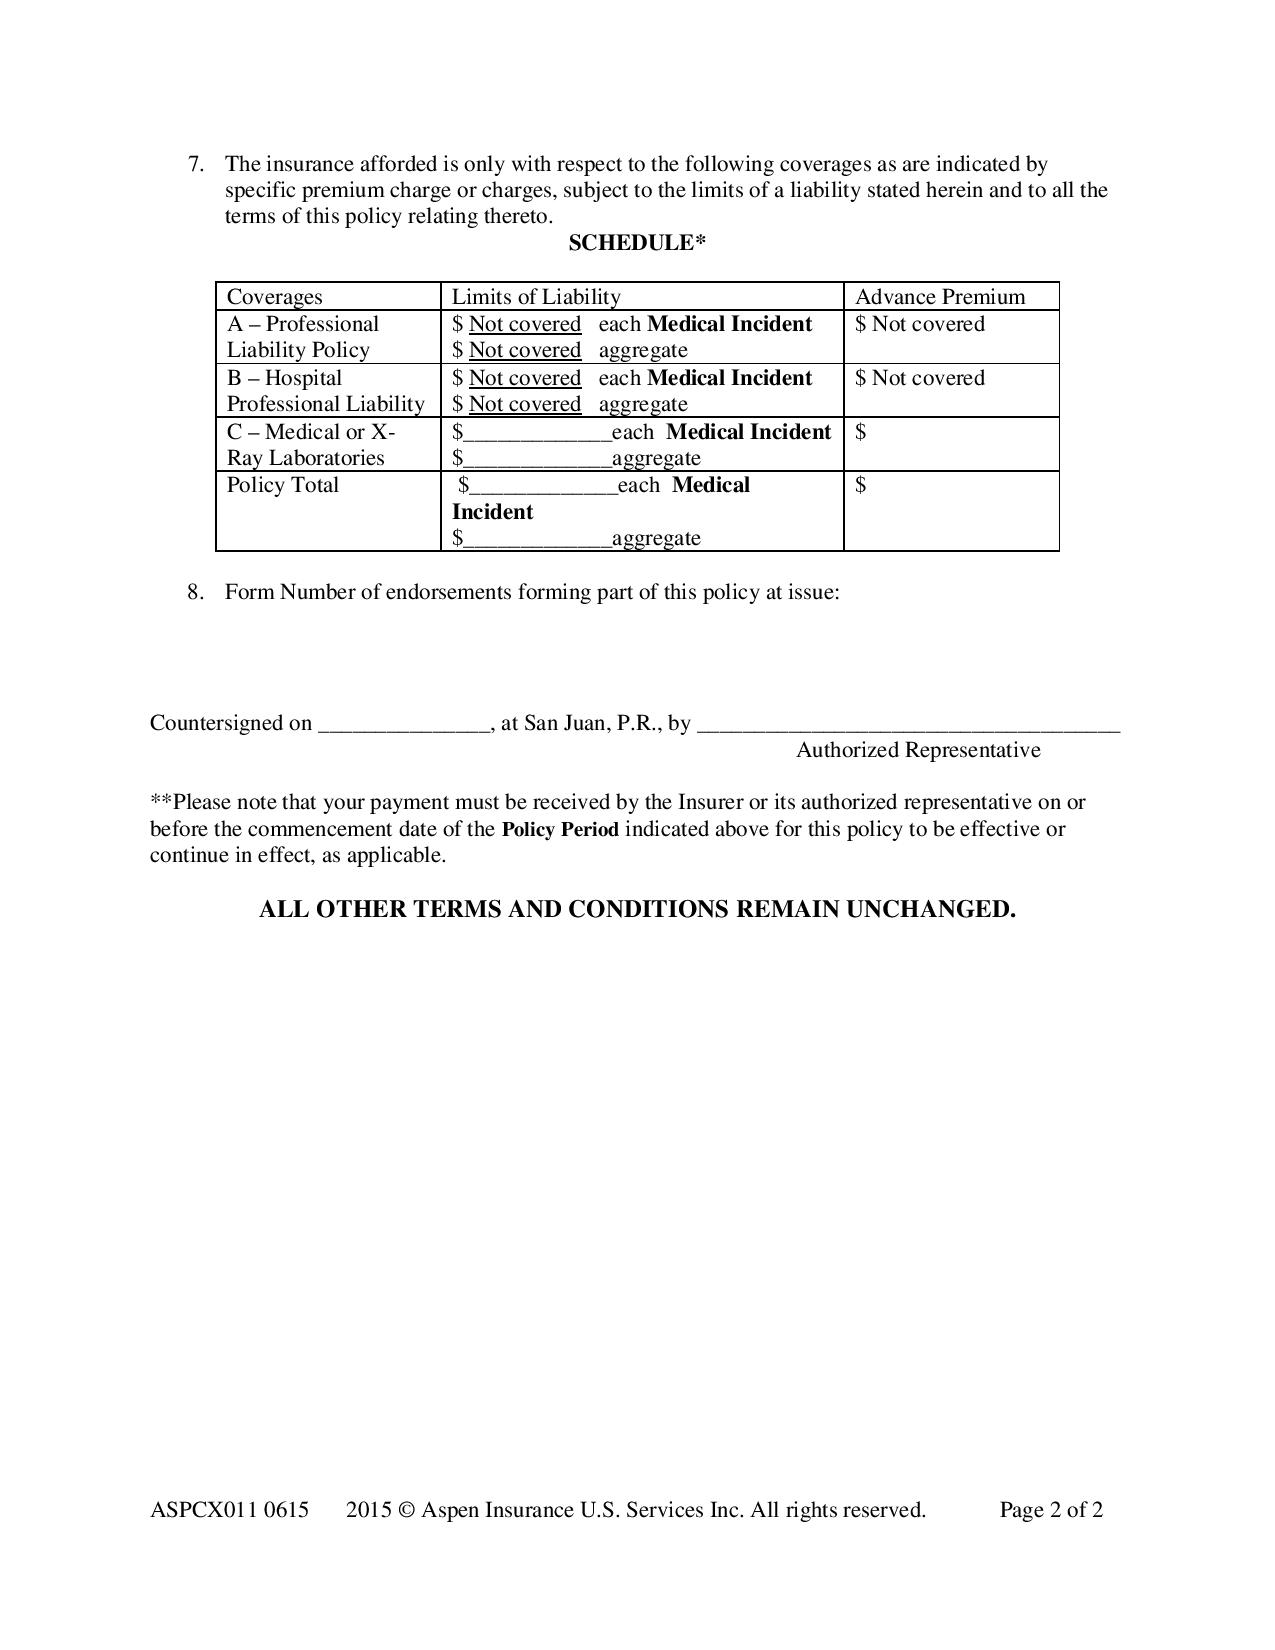 7. The insurance afforded is only with respect to the following coverages as are indicated by
specific premium charge or charges, subject to the limits of a liability stated herein and to all the
terms of this policy relating thereto.
SCHEDULE*
Coverages Limits of Liability Advance Premium
A – Professional $ Not covered each Medical Incident $ Not covered
Liability Policy $ Not covered aggregate
B – Hospital $ Not covered each Medical Incident $ Not covered
Professional Liability $ Not covered aggregate
C – Medical or X- $_____________each Medical Incident $
Ray Laboratories $_____________aggregate
Policy Total $_____________each Medical $
Incident
$_____________aggregate
8. Form Number of endorsements forming part of this policy at issue:
Countersigned on _______________, at San Juan, P.R., by _____________________________________
Authorized Representative
**Please note that your payment must be received by the Insurer or its authorized representative on or
before the commencement date of the Policy Period indicated above for this policy to be effective or
continue in effect, as applicable.
ALL OTHER TERMS AND CONDITIONS REMAIN UNCHANGED.
ASPCX011 0615 2015 © Aspen Insurance U.S. Services Inc. All rights reserved. Page 2 of 2